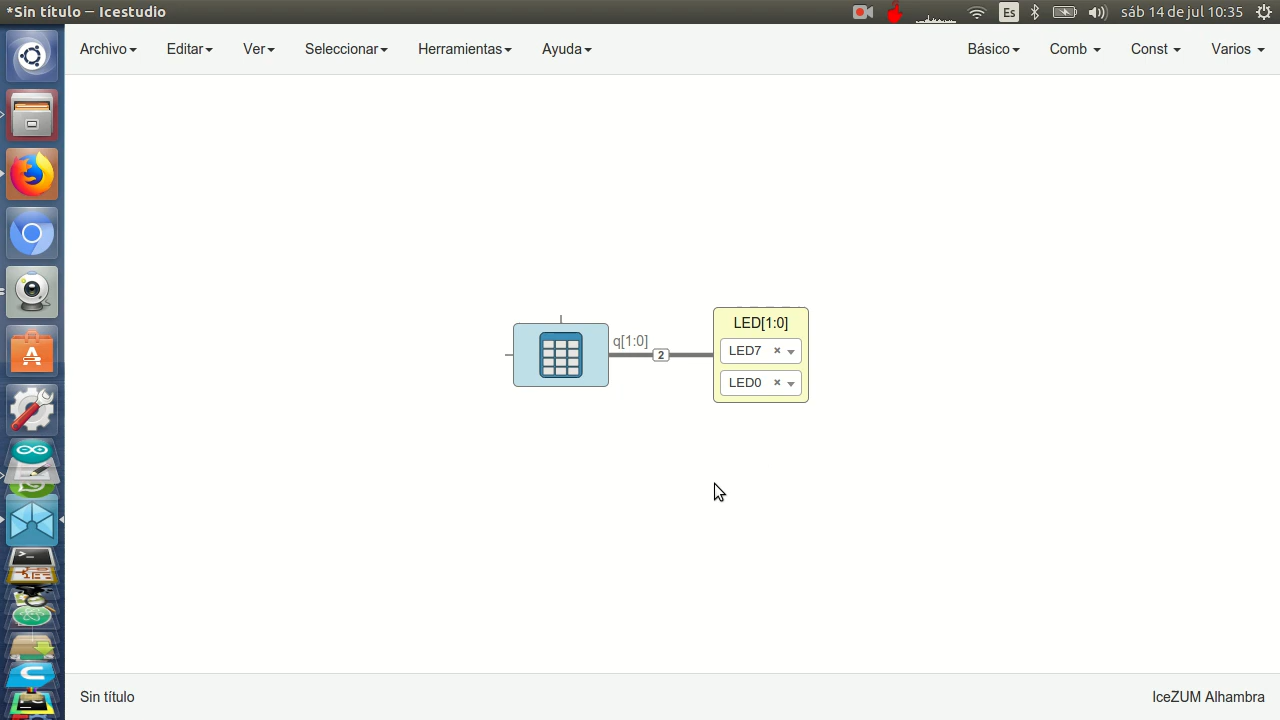 *Sin título – Icestudio
Es
sáb 14 de jul 10:35
Archivo
Editar
Ver
Seleccionar
Herramientas
Ayuda
Básico
Comb
Const
Varios
LED[1:0]
q[1:0]
2
LED7 ×
LED0 ×
Sin título
IceZUM Alhambra